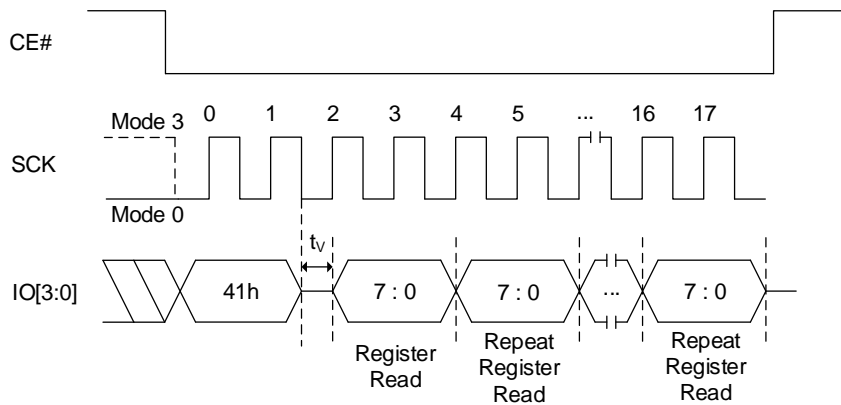 CE#
Mode 3
0 1 2 3 4 5 ... 16 17
SCK
Mode 0
tV
IO[3:0]
41h
7 : 0
7 : 0
...
7 : 0
Register
Read
Repeat
Register
Read
Repeat
Register
Read